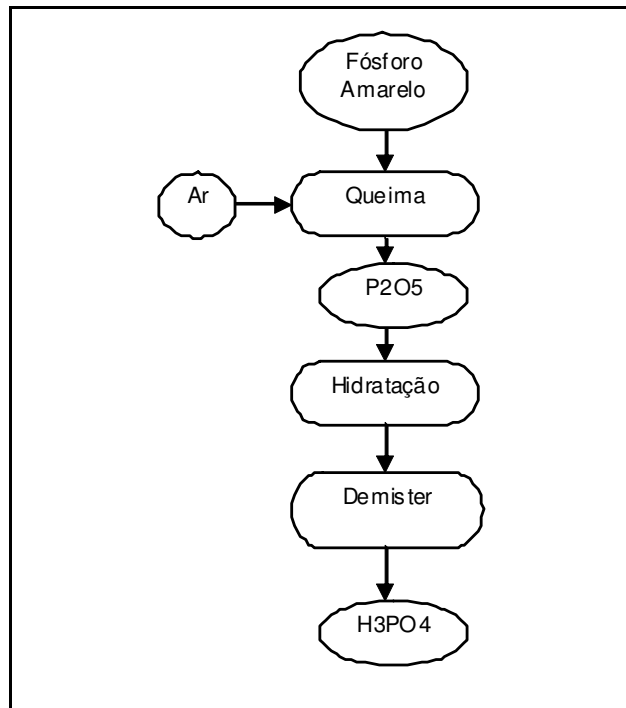 Fósforo
Amarelo
Ar
Queima
P2O5
Hidratação
Demister
H3PO4